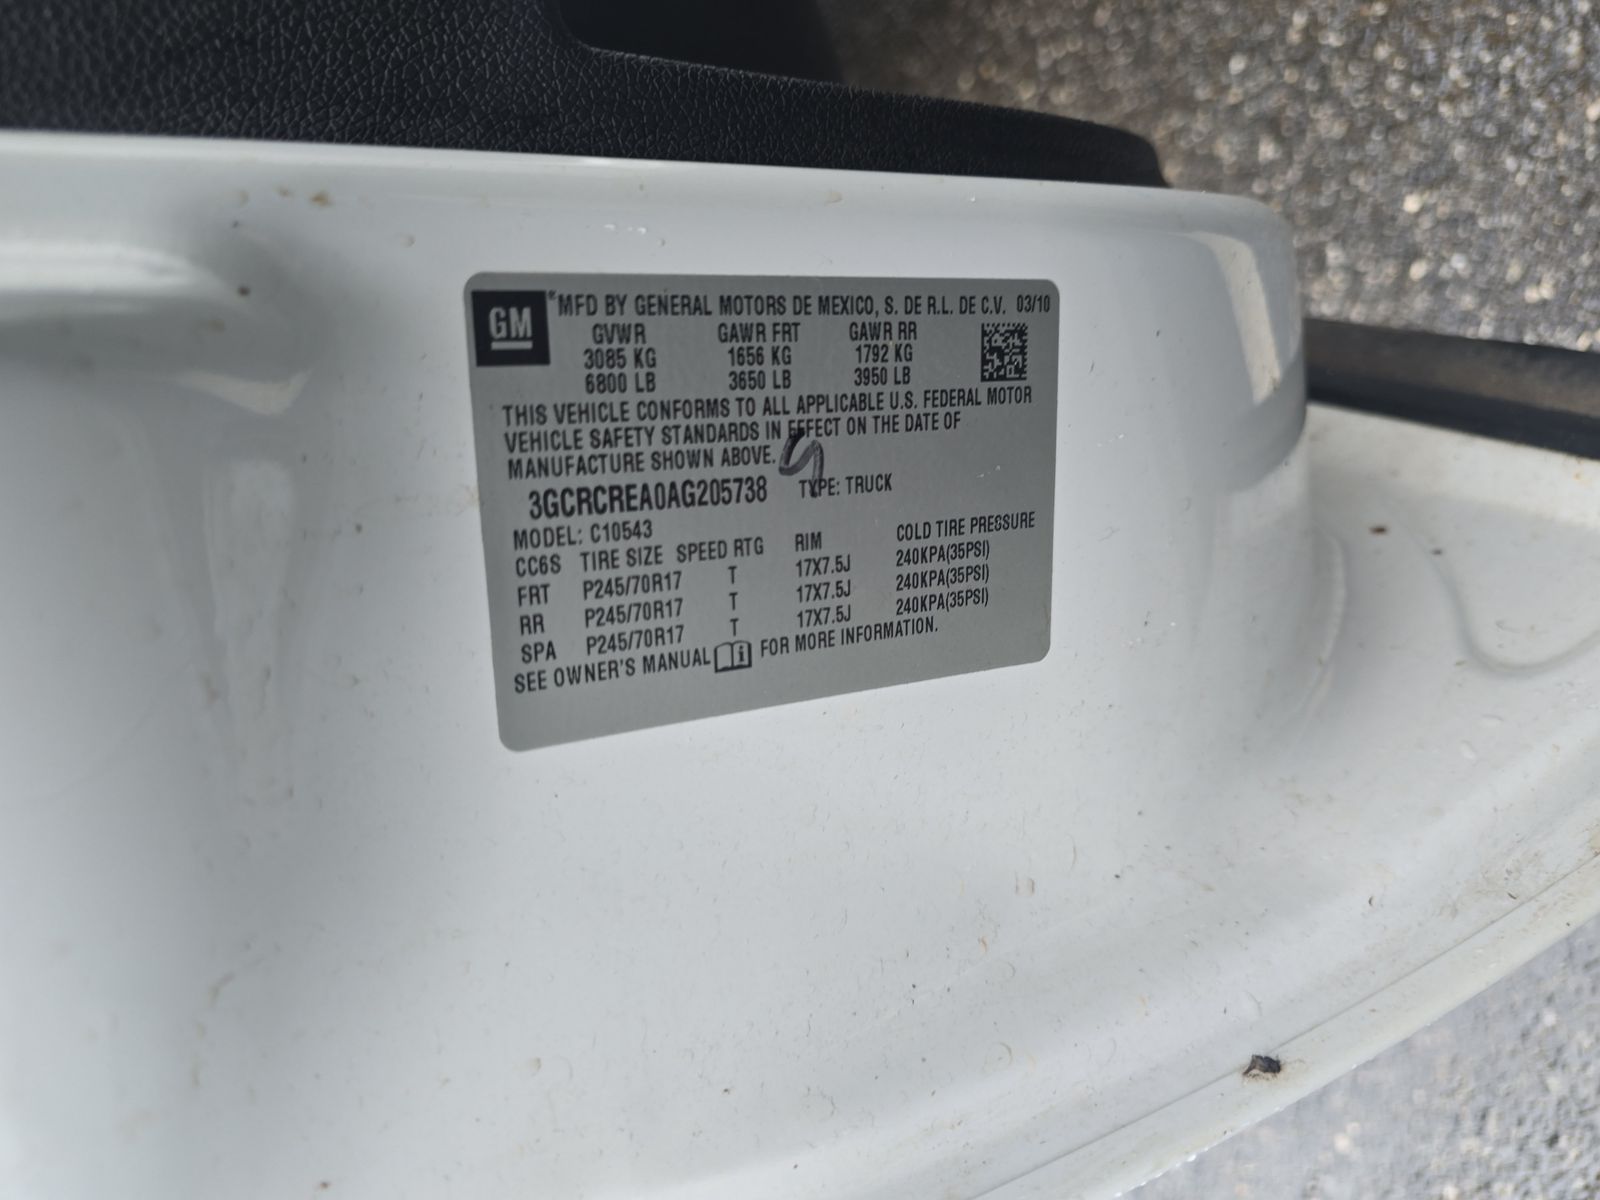 GM
®MFD BY GENERAL MOTORS DE MEXICO, S. DE R.L. DE C.V. 03/10
GVWR GAWR FRT GAWR RR
3085 KG 1656 KG 1792 KG
6800 LB 3650 LB 3950 LB
THIS VEHICLE CONFORMS TO ALL APPLICABLE U.S. FEDERAL MOTOR
VEHICLE SAFETY STANDARDS IN EFFECT ON THE DATE OF
MANUFACTURE SHOWN ABOVE.
3GCRCREA0AG205738 TYPE: TRUCK
MODEL: C10543
CC6S TIRE SIZE SPEED RTG RIM COLD TIRE PRESSURE
FRT P245/70R17 T 17X7.5J 240KPA(35PSI)
RR P245/70R17 T 17X7.5J 240KPA(35PSI)
SPA P245/70R17 T 17X7.5J 240KPA(35PSI)
SEE OWNER'S MANUAL FOR MORE INFORMATION.